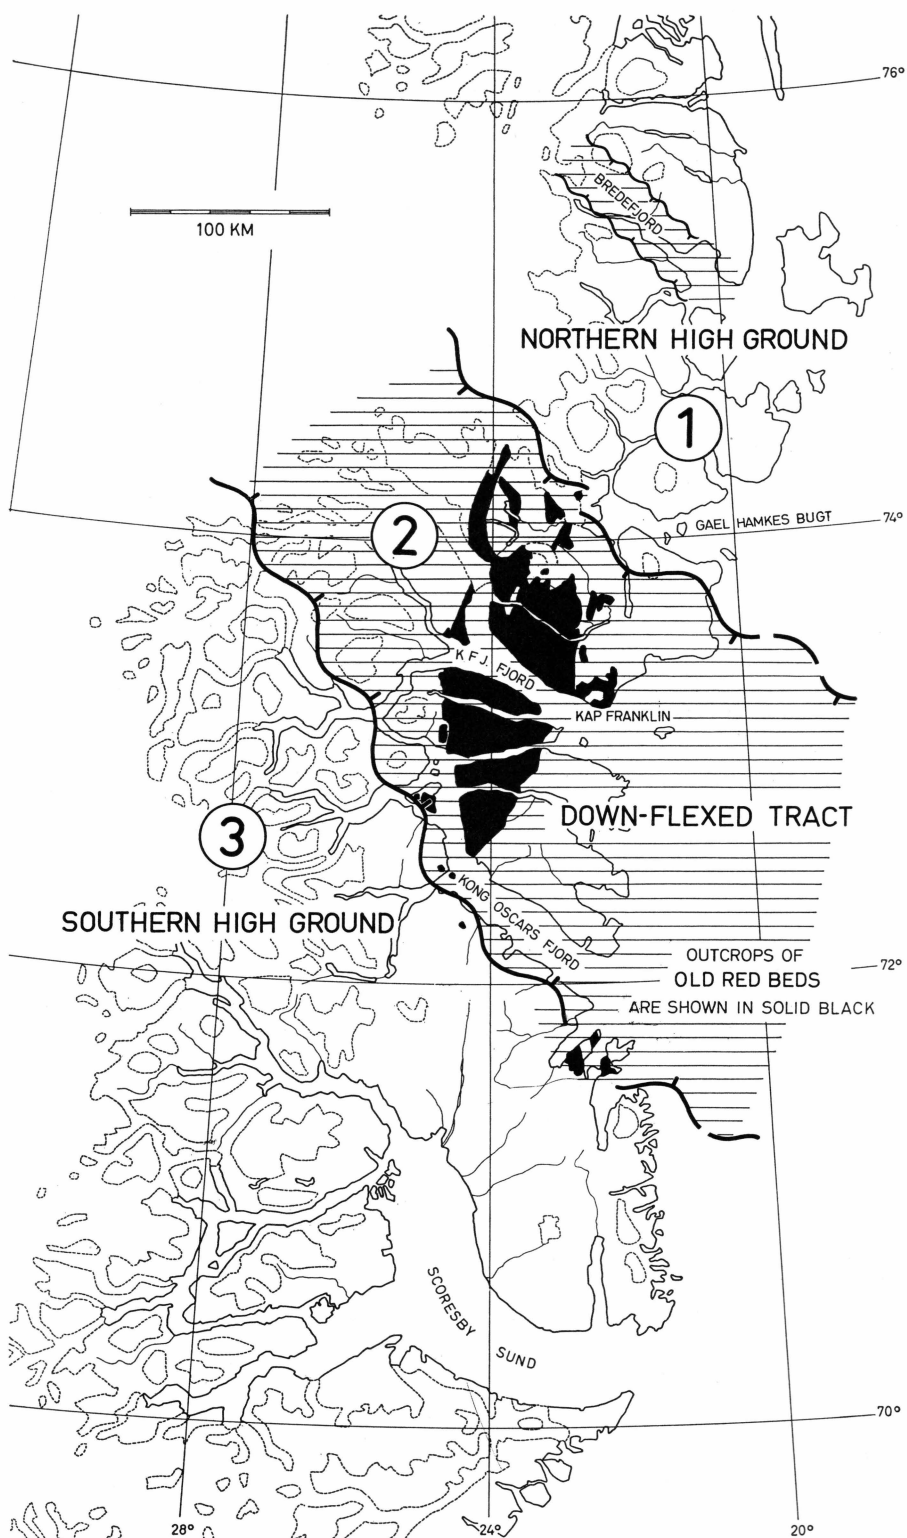 76°
BREDEFJORD
100 KM
NORTHERN HIGH GROUND
1
GAEL HAMKES BUGT
74°
2
K F J. FJORD
KAP FRANKLIN
DOWN-FLEXED TRACT
3
KONG OSCARS FJORD
SOUTHERN HIGH GROUND
OUTCROPS OF
OLD RED BEDS
ARE SHOWN IN SOLID BLACK
72°
SCORESBY
SUND
70°
28°
24°
20°